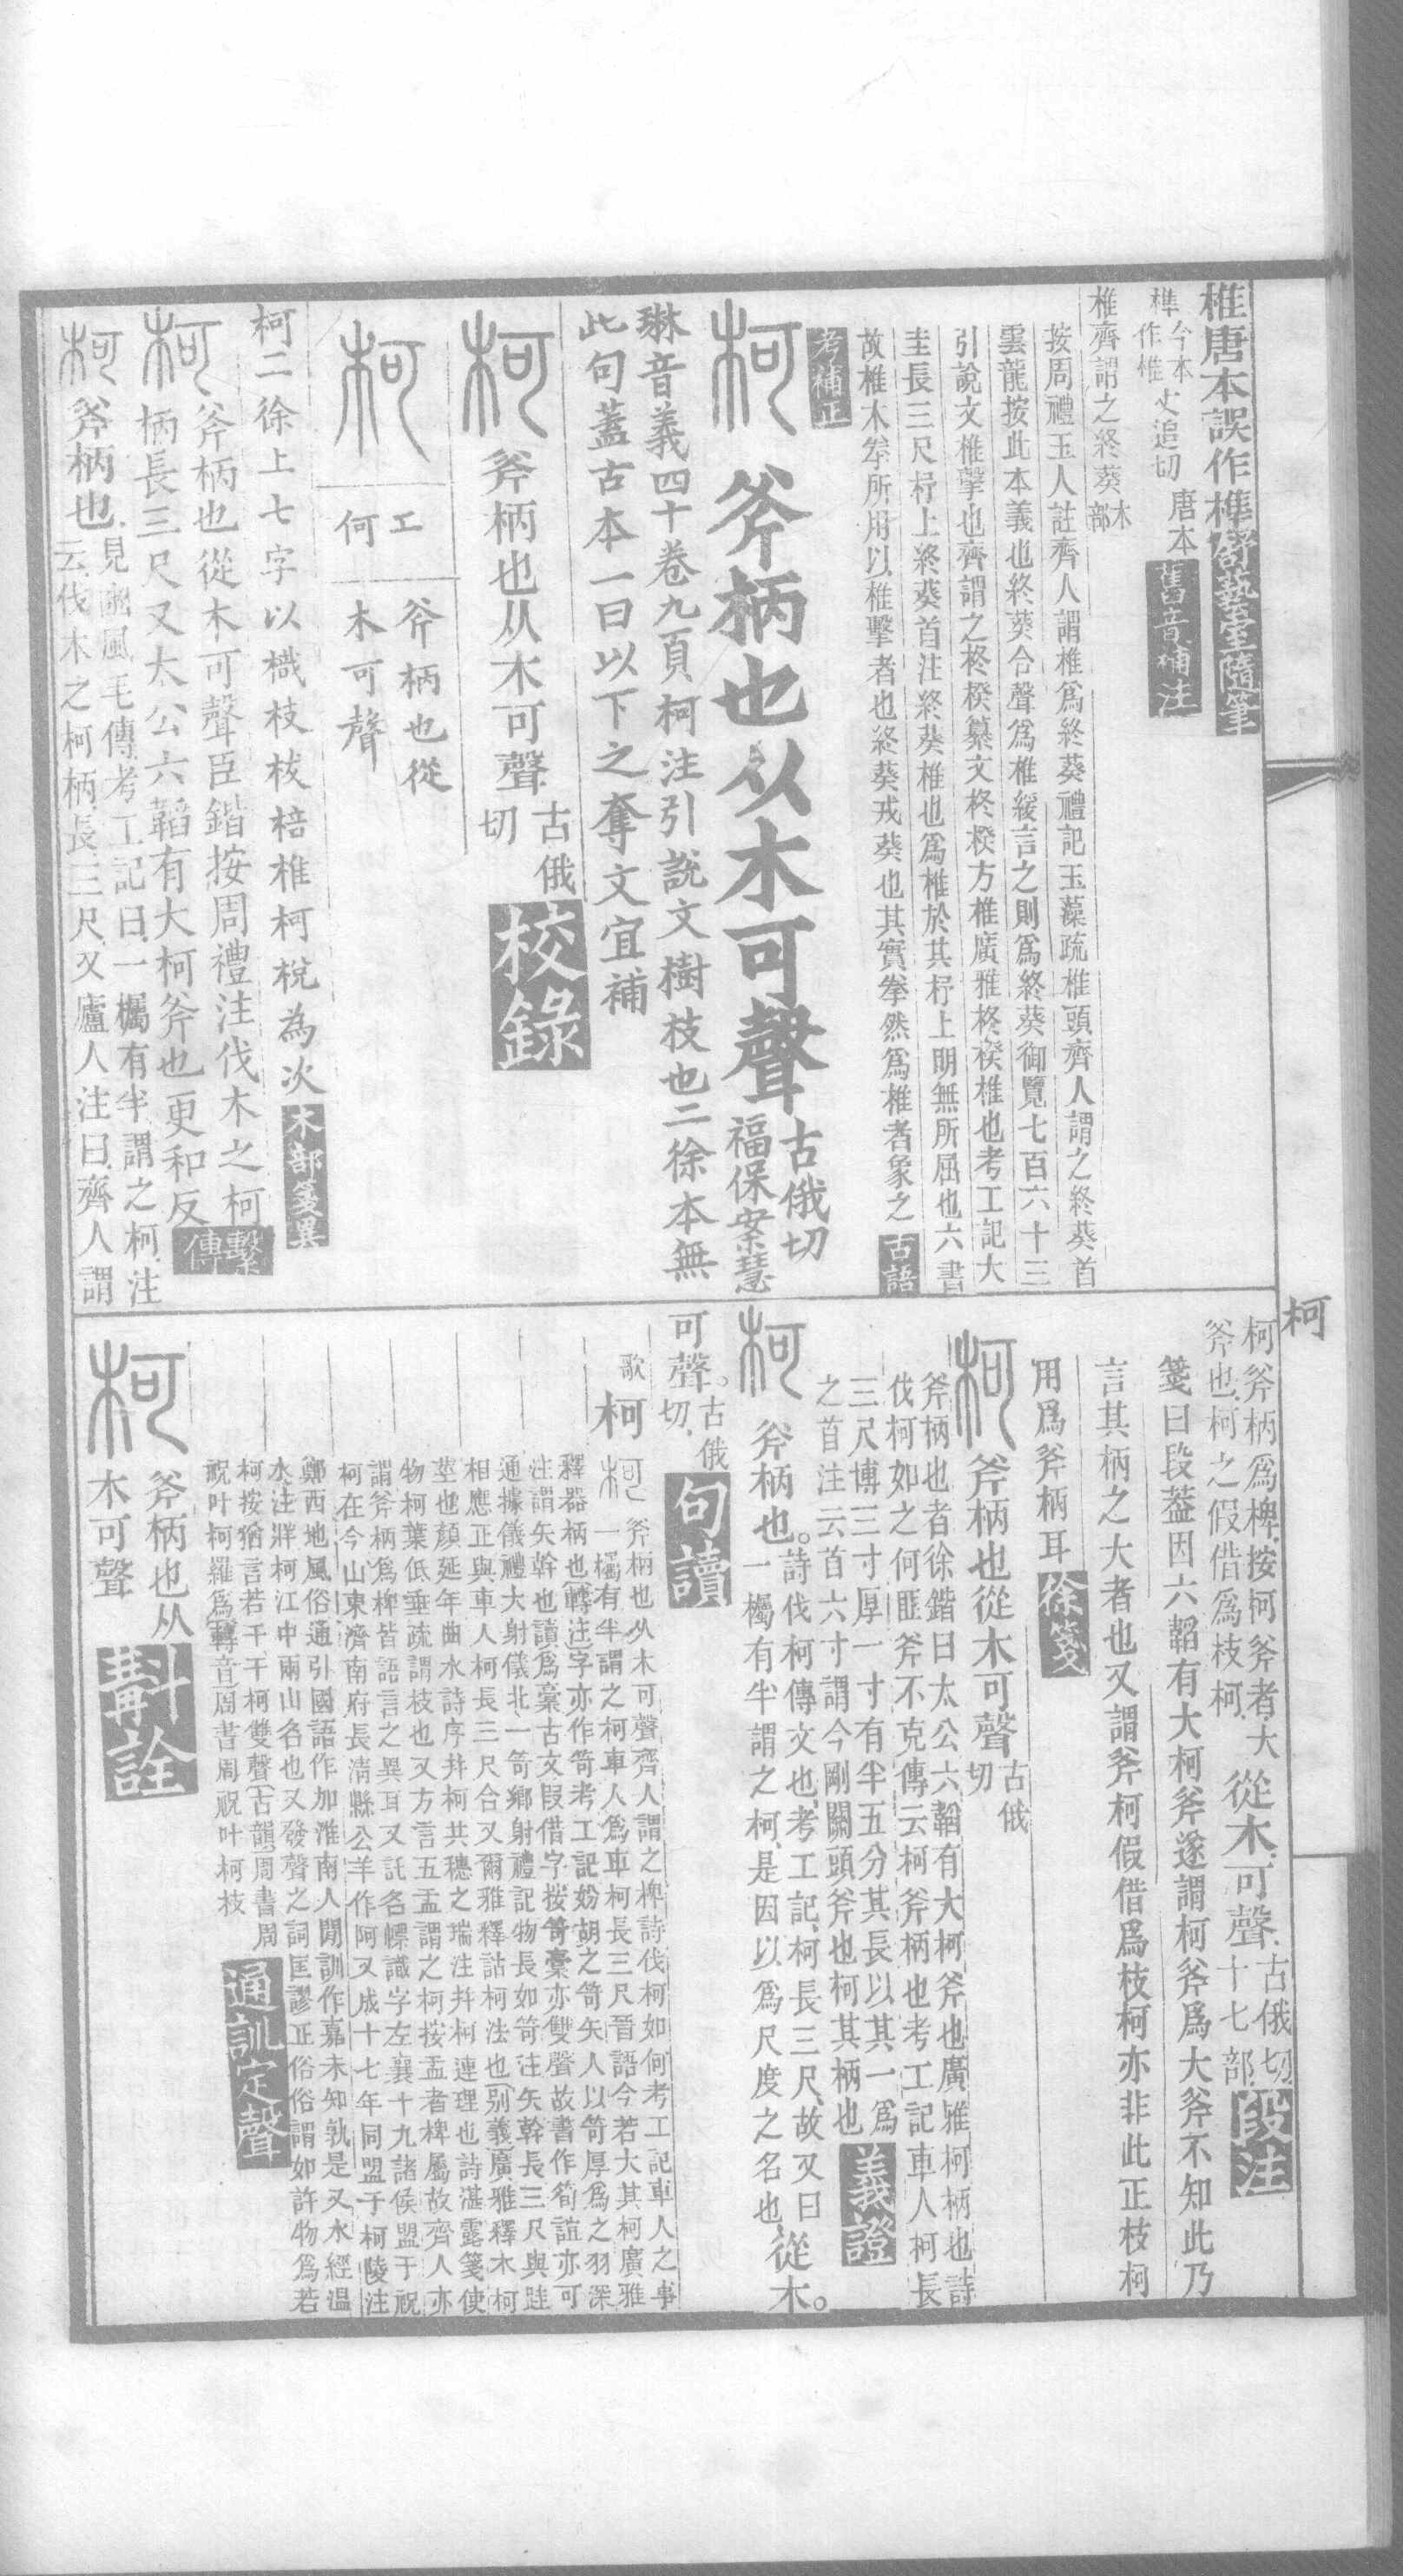 椎唐本誤作槯舒藝室隨筆
槯今本作椎 丈追切 唐本 舊音補注
椎齊謂之終葵木部
按周禮玉人註齊人謂椎爲終葵禮記玉藻疏椎頭齊人謂之終葵首
雲龍按此本義也終葵合聲爲椎緩言之則爲終葵御覽七百六十三
引說文椎擊也齊謂之柊楑纂文柊楑方椎廣雅柊楑椎也考工記大
圭長三尺杼上終葵首注終葵椎也爲椎於其杼上明無所屈也六書
故椎木𢍏所用以椎擊者也終葵戎葵也其實拳然爲椎者象之 古語
考補正
柯 斧柄也从木可聲 古俄切 福保案慧
琳音義四十卷九頁柯注引說文樹枝也二徐本無
此句蓋古本一曰以下之奪文宜補
柯 斧柄也从木可聲 古俄切 校錄
柯 工何 斧柄也從木可聲
柯二徐上七字以檝枝柭棓椎柯梲為次 木部箋異
柯 斧柄也從木可聲臣鍇按周禮注伐木之柯
柄長三尺又太公六韜有大柯斧也更和反 繫傳
柯 斧柄也 見豳風毛傳考工記曰一欘有半謂之柯注
云伐木之柯柄長三尺又廬人注曰齊人謂
柯
柯斧柄爲椑按柯斧者大
斧也柯之假借爲枝柯 從木可聲 古俄切十七部 段注
箋曰段葢因六韜有大柯斧遂謂柯斧爲大斧不知此乃
言其柄之大者也又謂斧柯假借爲枝柯亦非此正枝柯
用爲斧柄耳 徐箋
柯 斧柄也從木可聲 古俄切
斧柄也者徐鍇曰太公六韜有大柯斧也廣雅柯柄也詩
伐柯如之何匪斧不克傳云柯斧柄也考工記車人柯長
三尺博三寸厚一寸有半五分其長以其一爲
之首注云首六寸謂今剛關頭斧也柯其柄也 義證
柯 斧柄也。詩伐柯傳文也考工記柯長三尺故又曰
一欘有半謂之柯是因以爲尺度之名也 從木。
可聲。古俄切 句讀
歌 柯 斧柄也从木可聲齊人謂之椑詩伐柯如何考工記車人之事
一欘有半謂之柯車人爲車柯長三尺晉語今若大其柯廣雅
釋器柄也轉注字亦作笴考工記妢胡之笴矢人以笴厚爲之羽深
注謂矢幹也讀爲稾古文叚借字按笴稾亦雙聲故書作筍誼亦可
通據儀禮大射儀北一笴鄉射禮記物長如笴注矢幹長三尺與跬
相應正與車人柯長三尺合又爾雅釋詁柯法也別義廣雅釋木柯
莖也顏延年曲水詩序幷柯共穗之瑞注幷柯連理也詩湛露箋使
物柯葉低垂疏謂枝也又方言五盂謂之柯按盂者椑屬故齊人亦
謂斧柄爲椑皆語言之異耳又託名幖識字左襄十九諸侯盟于祝
柯在今山東濟南府長淸縣公羊作阿又成十七年同盟于柯陵注
鄭西地風俗通引國語作加淮南人閒訓作嘉未知孰是又水經溫
水注牂柯江中兩山名也又發聲之詞匡謬正俗俗謂如許物爲若
柯按猶言若干干柯雙聲古韻周書周
祝叶柯羅爲轉音周書周祝叶柯枝 通訓定聲
柯 斧柄也从木可聲 斠詮